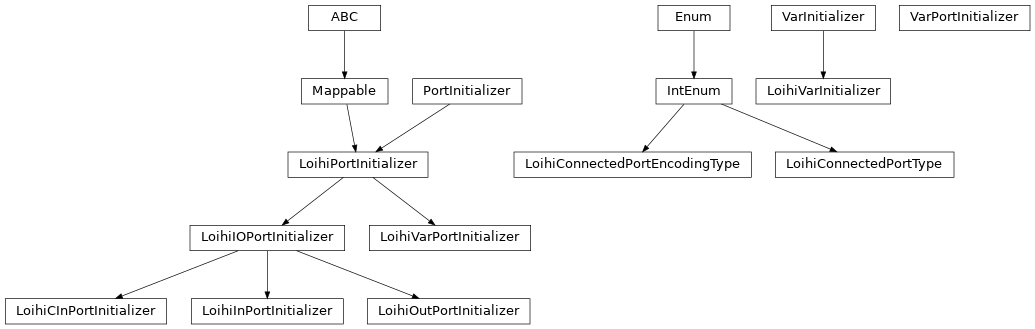 ABC
Enum
VarInitializer
VarPortInitializer
Mappable
PortInitializer
IntEnum
LoihiVarInitializer
LoihiPortInitializer
LoihiConnectedPortEncodingType
LoihiConnectedPortType
LoihiIOPortInitializer
LoihiVarPortInitializer
LoihiCInPortInitializer
LoihiInPortInitializer
LoihiOutPortInitializer